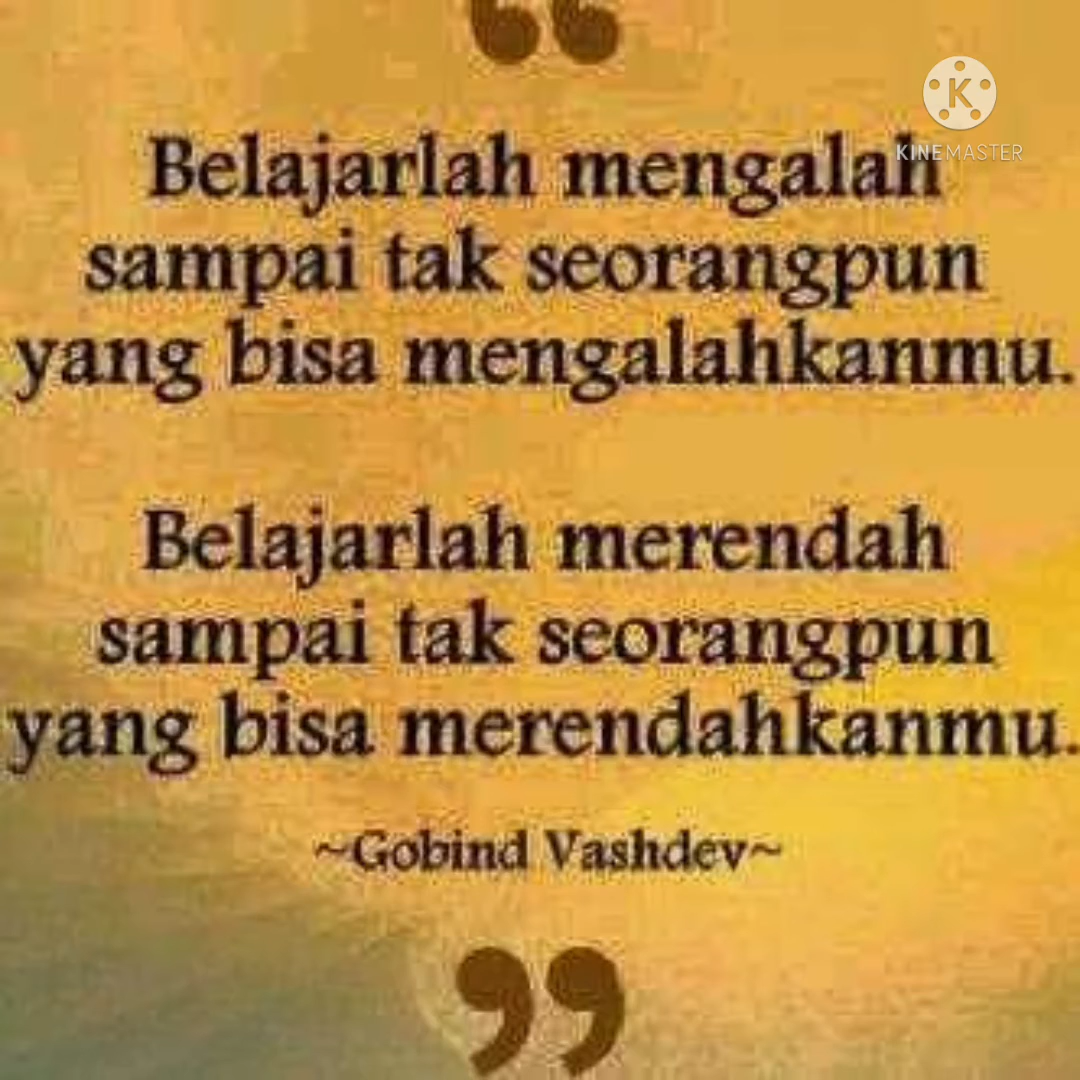 KINEMASTER
Belajarlah mengalah
sampai tak seorangpun
yang bisa mengalahkanmu.
Belajarlah merendah
sampai tak seorangpun
yang bisa merendahkanmu.
~Gobind Vashdev~